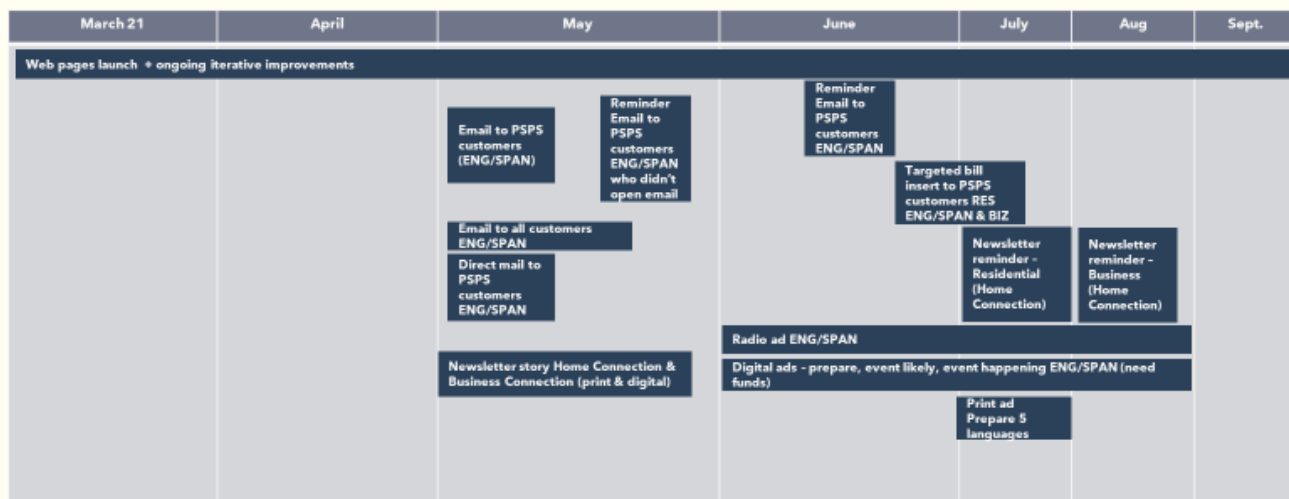 March 21
April
May
June
July
Aug
Sept.
Web pages launch + ongoing iterative improvements
Email to PSPS
customers
(ENG/SPAN)
Reminder
Email to
PSPS
customers
ENG/SPAN
who didn't
open email
Reminder
Email to
PSPS
customers
ENG/SPAN
Targeted bill
insert to PSPS
customers RES
ENG/SPAN & BIZ
Email to all customers
ENG/SPAN
Direct mail to
PSPS
customers
ENG/SPAN
Newsletter
reminder -
Residential
(Home
Connection)
Newsletter
reminder -
Business
(Home
Connection)
Radio ad ENG/SPAN
Newsletter story Home Connection &
Business Connection (print & digital)
Digital ads - prepare, event likely, event happening ENG/SPAN (need
funds)
Print ad
Prepare 5
languages